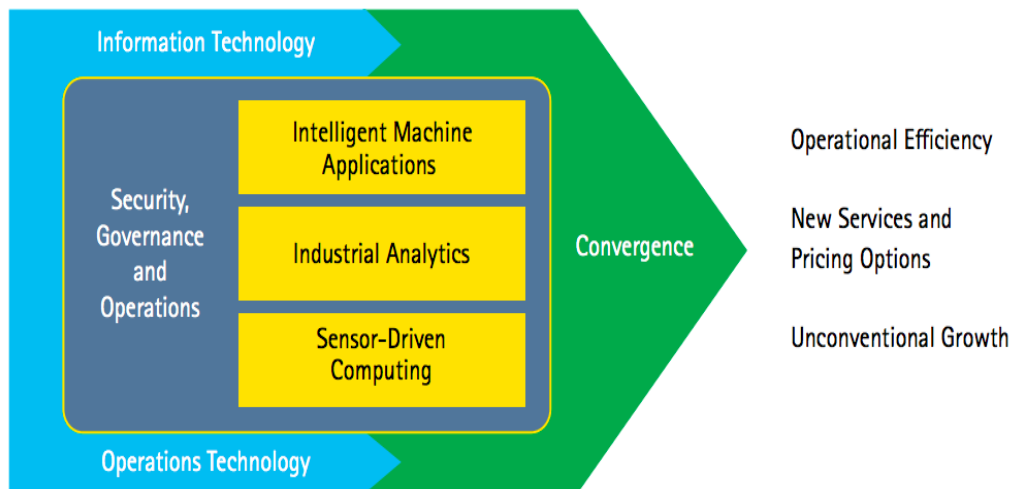 Information Technology
Intelligent Machine
Applications
Security,
Governance
and
Operations
Industrial Analytics
Sensor-Driven
Computing
Operations Technology
Convergence
Operational Efficiency
New Services and
Pricing Options
Unconventional Growth